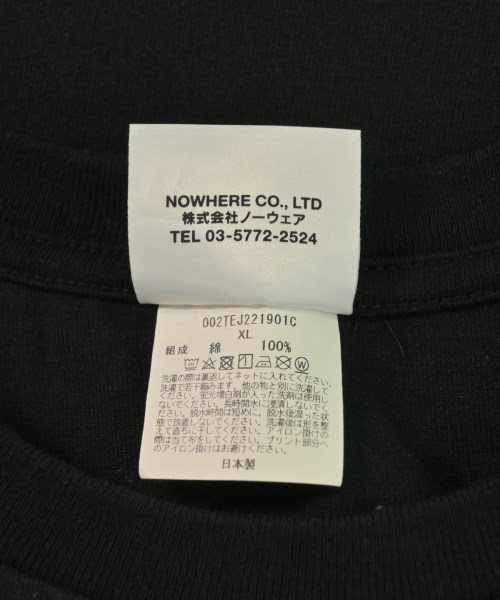 NOWHERE CO., LTD
株式会社ノーウェア
TEL 03-5772-2524
002TEJ221901C
XL
組成 綿 100%
洗濯の際は裏返してネットに入れてください。
洗濯で若干縮みます。他の物と別に洗濯して
ください。蛍光増白剤が入った洗剤は使用し
ないでください。長時間水に浸漬しないでく
ださい。脱水時間は短めに。脱水後湿った状
態で放置しないでください。洗濯後は形を整
えて直ちに干してください。アイロン掛けの
際は当て布をしてください。プリント部分へ
のアイロン掛けはお避けください。
日本製